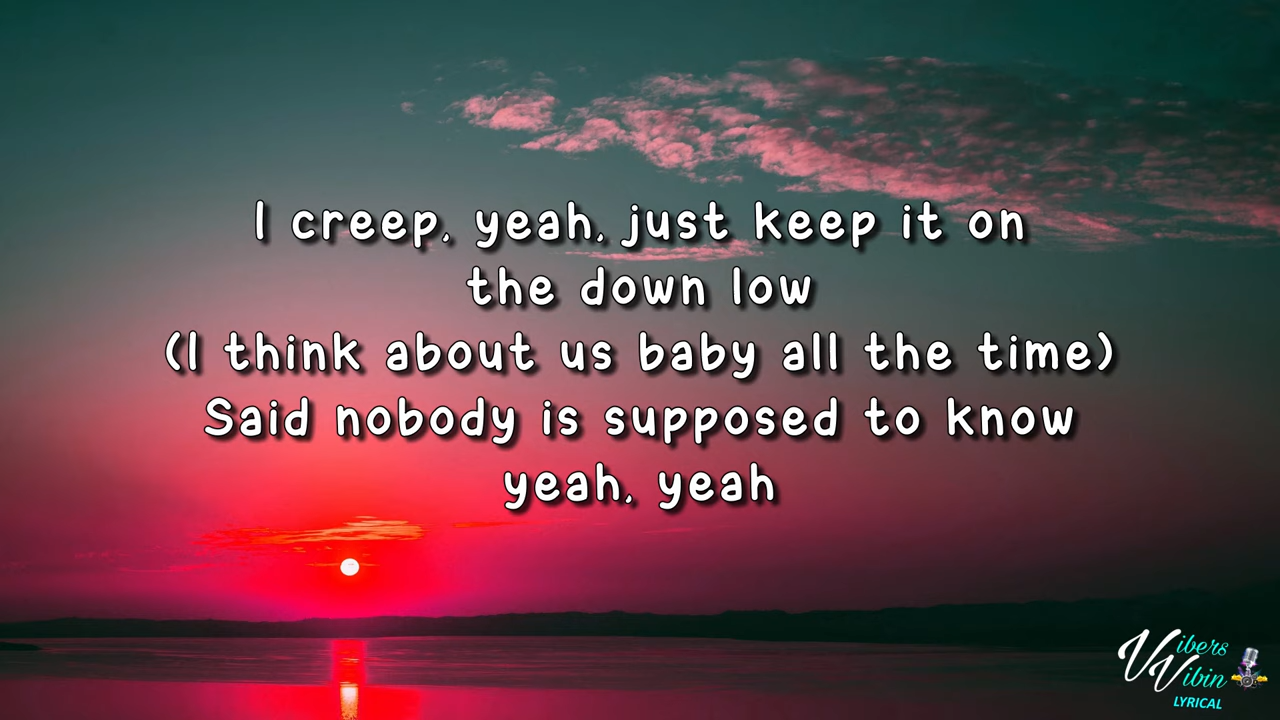 I creep, yeah, just keep it on
the down low
(I think about us baby all the time)
Said nobody is supposed to know
yeah, yeah
Vibers
Vibin
LYRICAL